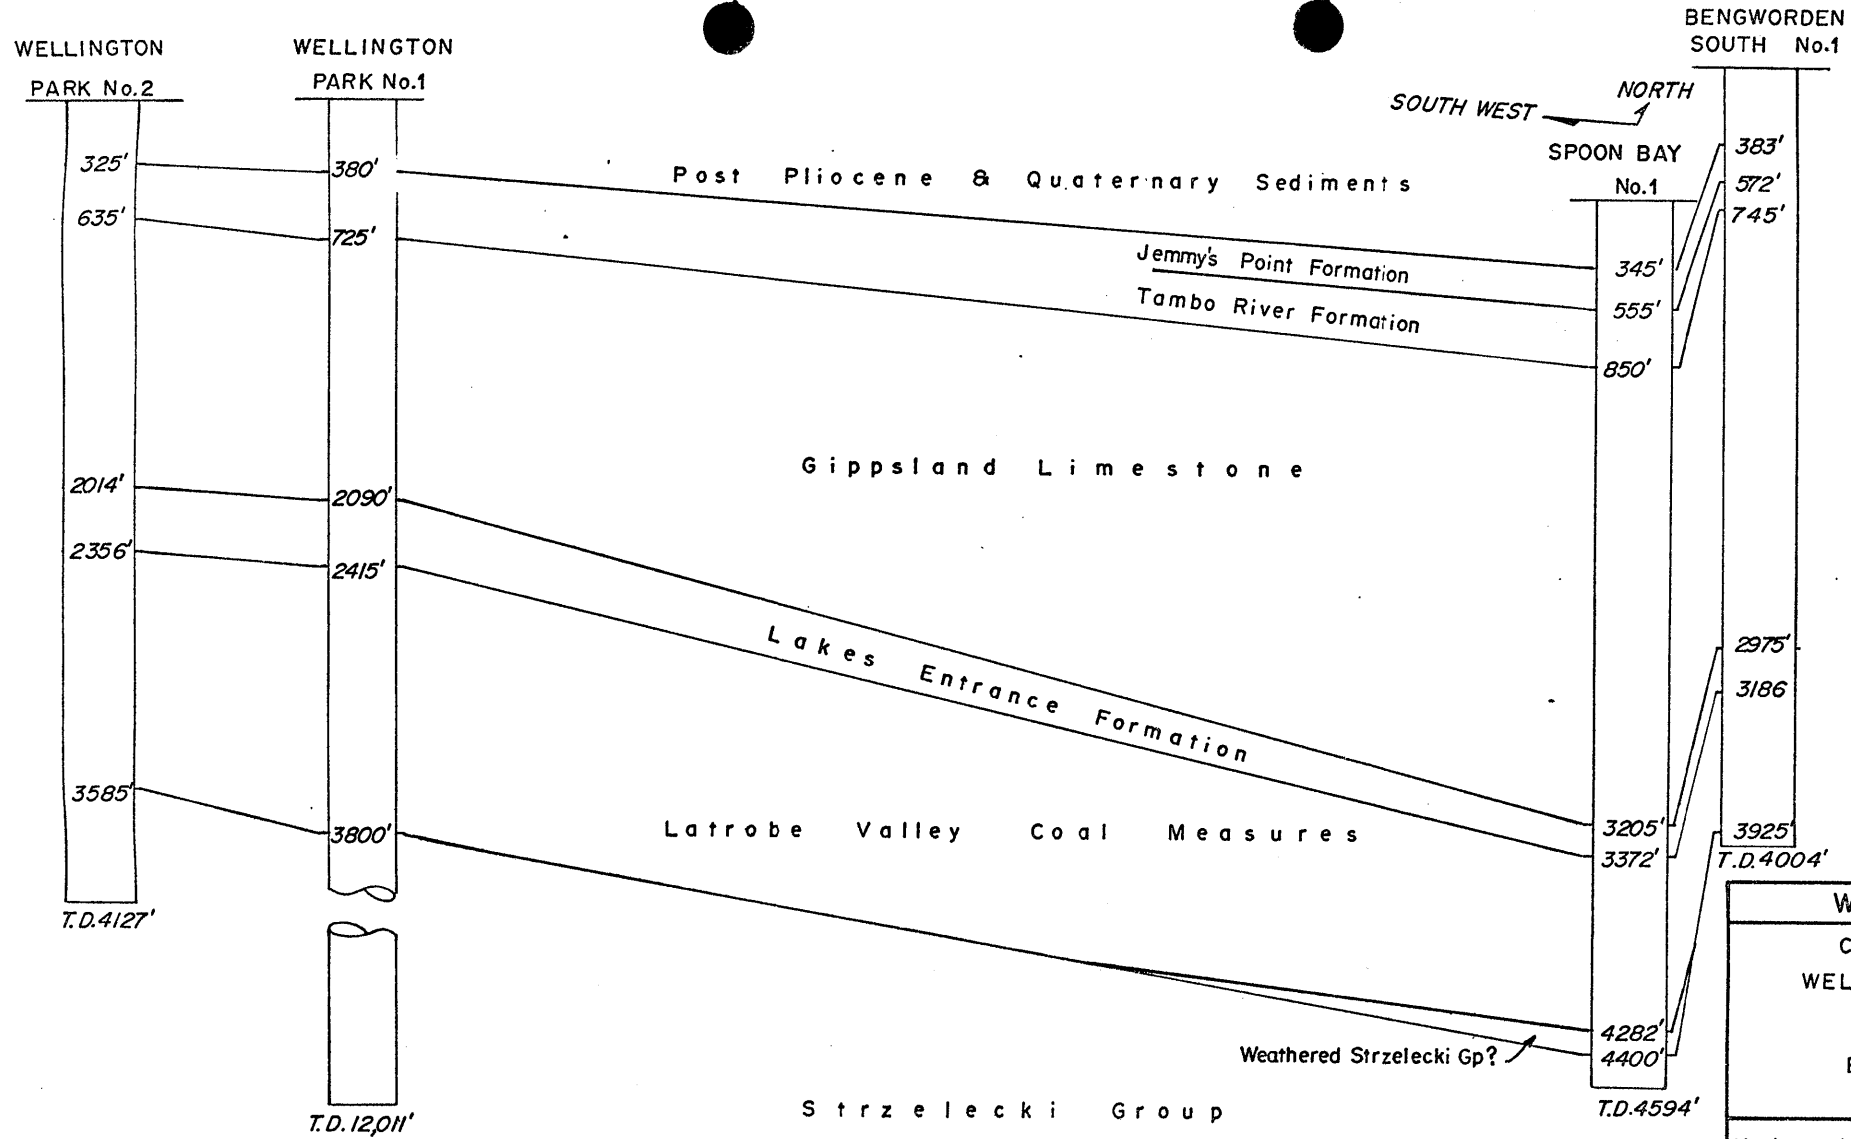 WELLINGTON
PARK No.2
WELLINGTON
PARK No.1
BENGWORDEN
SOUTH No.1
SOUTH WEST
NORTH
SPOON BAY
No.1
325'
635'
2014'
2356'
3585'
T.D.4127'
380'
725'
2090'
2415'
3800'
T.D.12,011'
Post Pliocene & Quaternary Sediments
Jemmy's Point Formation
Tambo River Formation
Gippsland Limestone
Lakes Entrance Formation
Latrobe Valley Coal Measures
Weathered Strzelecki Gp?
Strzelecki Group
345'
555'
850'
3205'
3372'
4282'
4400'
T.D.4594'
383'
572'
745'
2975'
3186
3925'
T.D.4004'
W
C
WEL